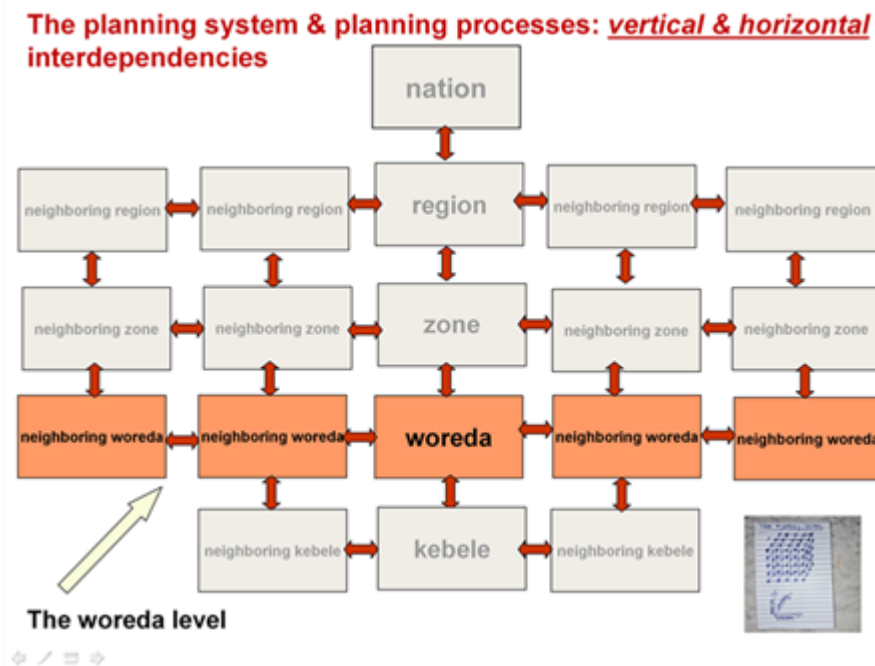 The planning system & planning processes: vertical & horizontal
interdependencies
nation
neighboring region
neighboring region
region
neighboring region
neighboring region
neighboring zone
neighboring zone
zone
neighboring zone
neighboring zone
neighboring woreda
neighboring woreda
woreda
neighboring woreda
neighboring woreda
neighboring kebele
kebele
neighboring kebele
The woreda level